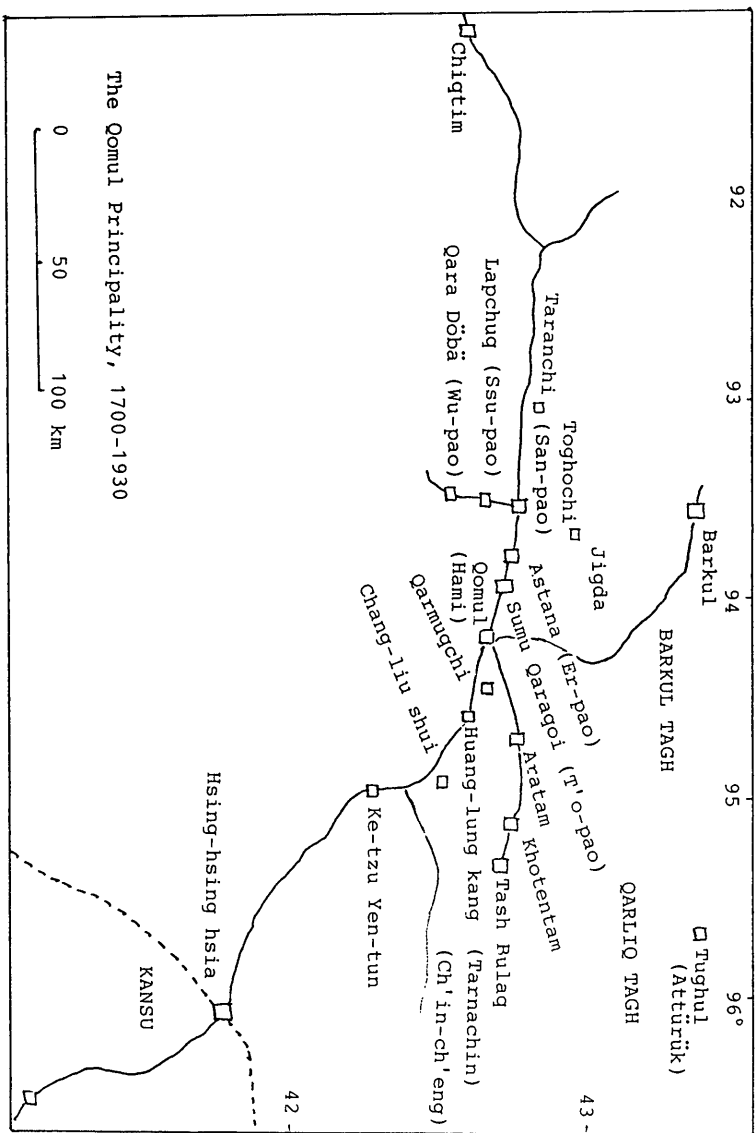 92
93
94
95
96°
43
42
Chiqtim
Barkul
BARKUL TAGH
Tughul
(Attürük)
QARLIQ TAGH
Jigda
Toghochi
Taranchi
(San-pao)
Lapchuq (Ssu-pao)
Qara Döbä (Wu-pao)
Astana (Er-pao)
Sumu Qaraqoi (T'o-pao)
Qomul
(Hami)
Aratam
Khotentam
Tash Bulaq
Qarmuqchi
Huang-lung kang (Tarnachin)
Chang-liu shui
(Ch'in-ch'eng)
Ke-tzu Yen-tun
Hsing-hsing hsia
KANSU
The Qomul Principality, 1700-1930
0 50 100 km